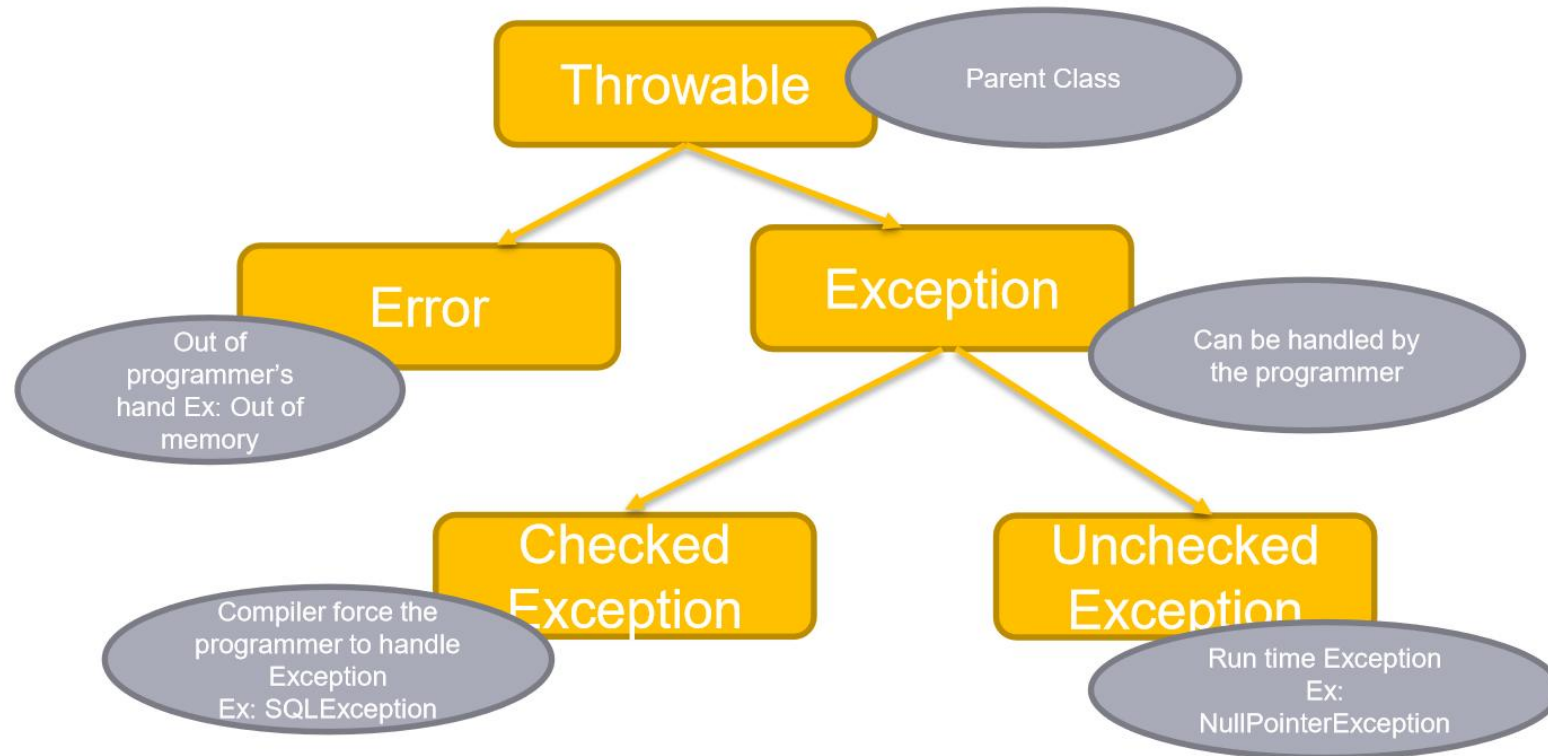 Throwable
Parent Class
Error
Out of
programmer’s
hand Ex: Out of
memory
Exception
Can be handled by
the programmer
Checked
Exception
Compiler force the
programmer to handle
Exception
Ex: SQLException
Unchecked
Exception
Run time Exception
Ex:
NullPointerException